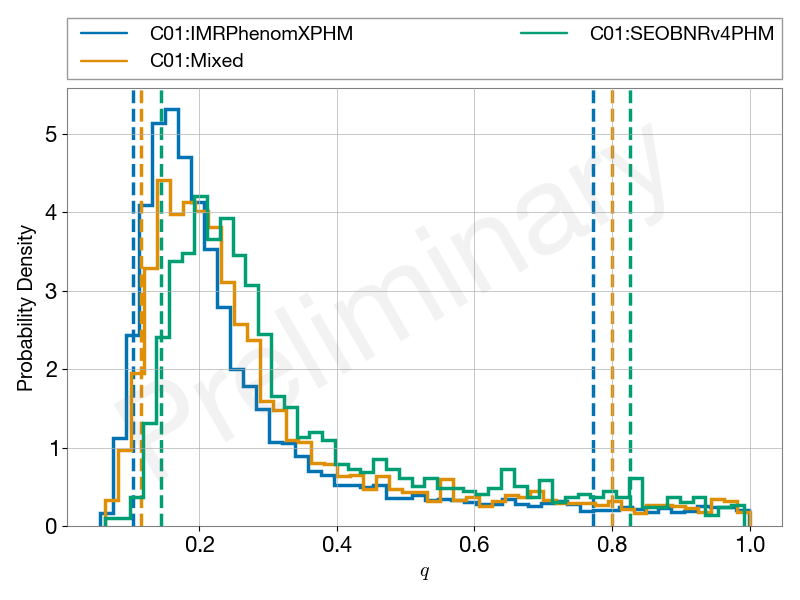 C01:IMRPhenomXPHM
C01:Mixed
C01:SEOBNRv4PHM
5
4
3
2
1
0
Probability Density
Preliminary
0.2 0.4 0.6 0.8 1.0
q